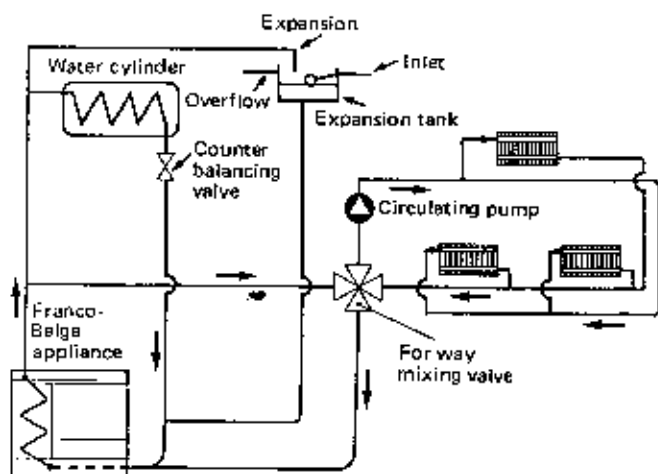 Expansion
Water cylinder
Inlet
Overflow
Expansion tank
Counter
balancing
valve
Circulating pump
Franco-
Belge
appliance
For way
mixing valve